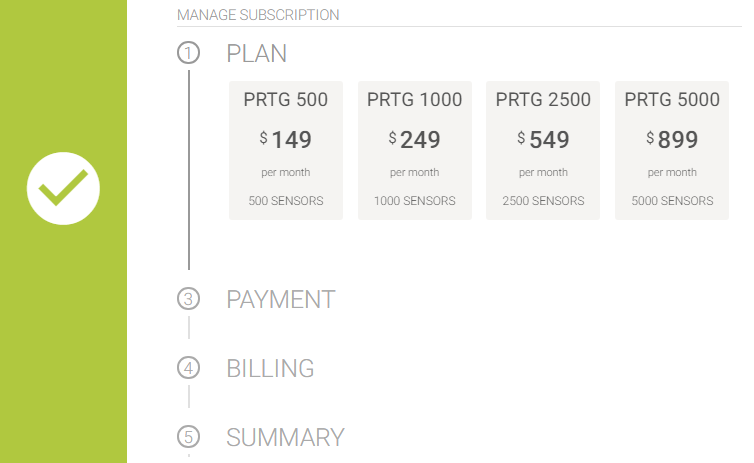 MANAGE SUBSCRIPTION
1 PLAN
PRTG 500
$ 149
per month
500 SENSORS
PRTG 1000
$ 249
per month
1000 SENSORS
PRTG 2500
$ 549
per month
2500 SENSORS
PRTG 5000
$ 899
per month
5000 SENSORS
3 PAYMENT
4 BILLING
5 SUMMARY